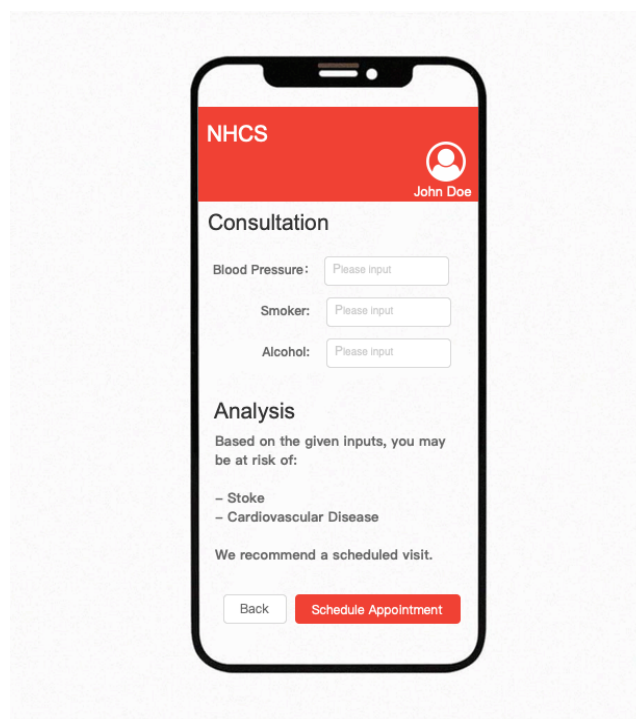 NHCS
John Doe
Consultation
Blood Pressure: Please input
Smoker: Please input
Alcohol: Please input
Analysis
Based on the given inputs, you may
be at risk of:
– Stoke
– Cardiovascular Disease
We recommend a scheduled visit.
Back Schedule Appointment